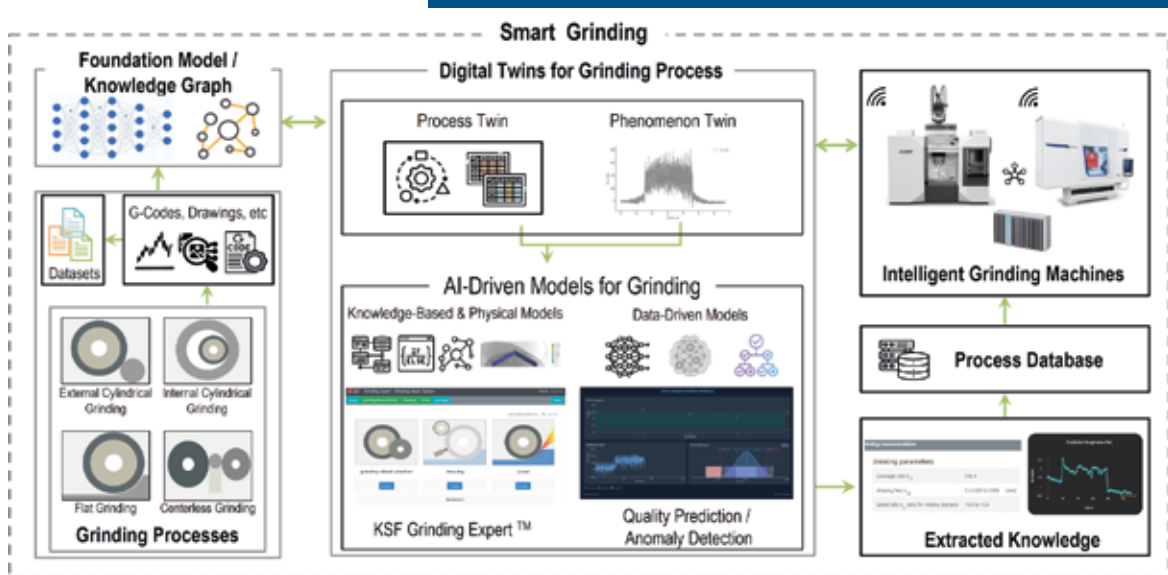 Smart Grinding
Foundation Model /
Knowledge Graph
Datasets
G-Codes, Drawings, etc
G
CODE
External Cylindrical
Grinding
Internal Cylindrical
Grinding
Flat Grinding
Centerless Grinding
Grinding Processes
Digital Twins for Grinding Process
Process Twin
Phenomenon Twin
AI-Driven Models for Grinding
Knowledge-Based & Physical Models
Data-Driven Models
IF
ELSE
KSF Grinding Expert TM
Quality Prediction /
Anomaly Detection
Intelligent Grinding Machines
Process Database
dressing parameters
Extracted Knowledge